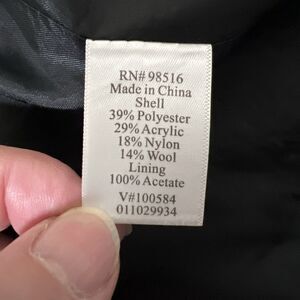 RN# 98516
Made in China
Shell
39% Polyester
29% Acrylic
18% Nylon
14% Wool
Lining
100% Acetate
V#100584
011029934